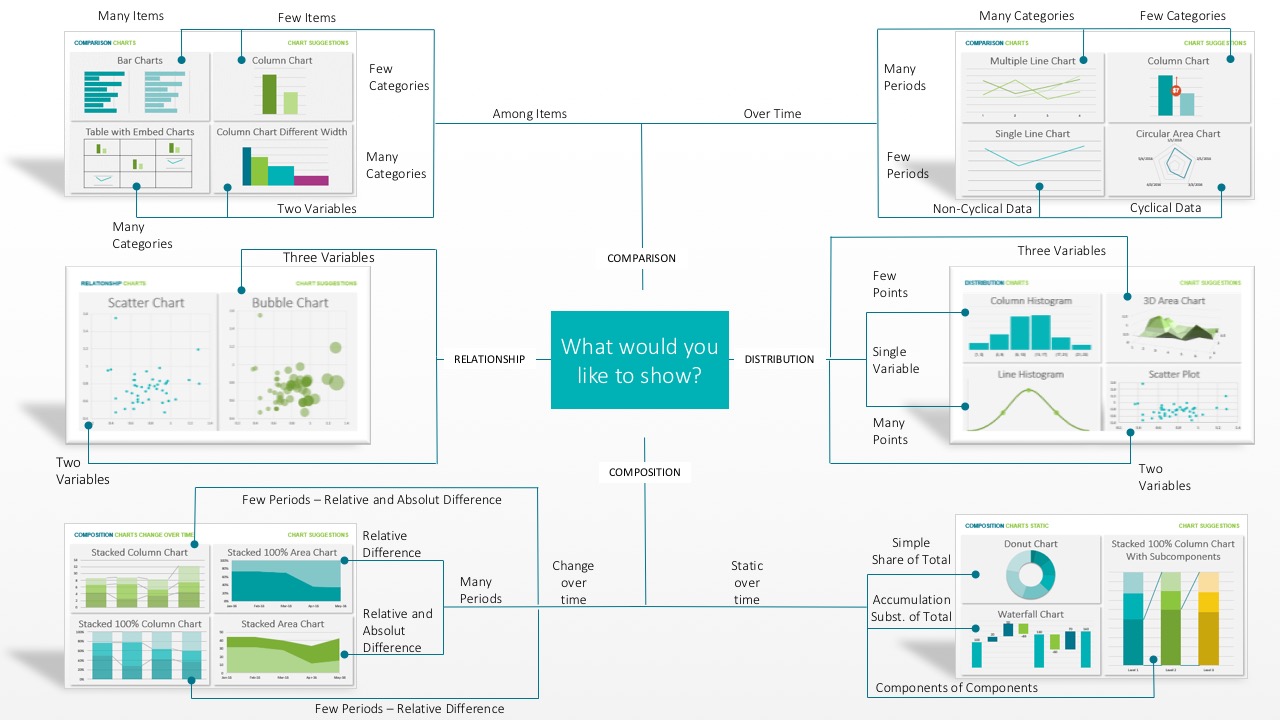 Many Items
Few Items
COMPARISON CHARTS
CHART SUGGESTIONS
Bar Charts
Column Chart
Table with Embed Charts
Column Chart Different Width
Few
Categories
Many
Categories
Two Variables
Many
Categories
Among Items
Over Time
Many Categories
Few Categories
COMPARISON CHARTS
CHART SUGGESTIONS
Multiple Line Chart
Column Chart
Single Line Chart
Circular Area Chart
Many
Periods
Few
Periods
Non-Cyclical Data
Cyclical Data
COMPARISON
Three Variables
RELATIONSHIP CHARTS
CHART SUGGESTIONS
Scatter Chart
Bubble Chart
Two
Variables
RELATIONSHIP
What would you
like to show?
DISTRIBUTION
Three Variables
Few
Points
Single
Variable
Many
Points
DISTRIBUTION CHARTS
CHART SUGGESTIONS
Column Histogram
3D Area Chart
Line Histogram
Scatter Plot
Two
Variables
COMPOSITION
Few Periods – Relative and Absolut Difference
COMPOSITION CHARTS CHANGE OVER TIME
CHART SUGGESTIONS
Stacked Column Chart
Stacked 100% Area Chart
Stacked 100% Column Chart
Stacked Area Chart
Relative
Difference
Relative and
Absolut
Difference
Many
Periods
Few Periods – Relative Difference
Change
over
time
Static
over
time
Simple
Share of Total
Accumulation
Subst. of Total
COMPOSITION CHARTS STATIC
CHART SUGGESTIONS
Donut Chart
Stacked 100% Column Chart
With Subcomponents
Waterfall Chart
Level 1
Level 2
Components of Components